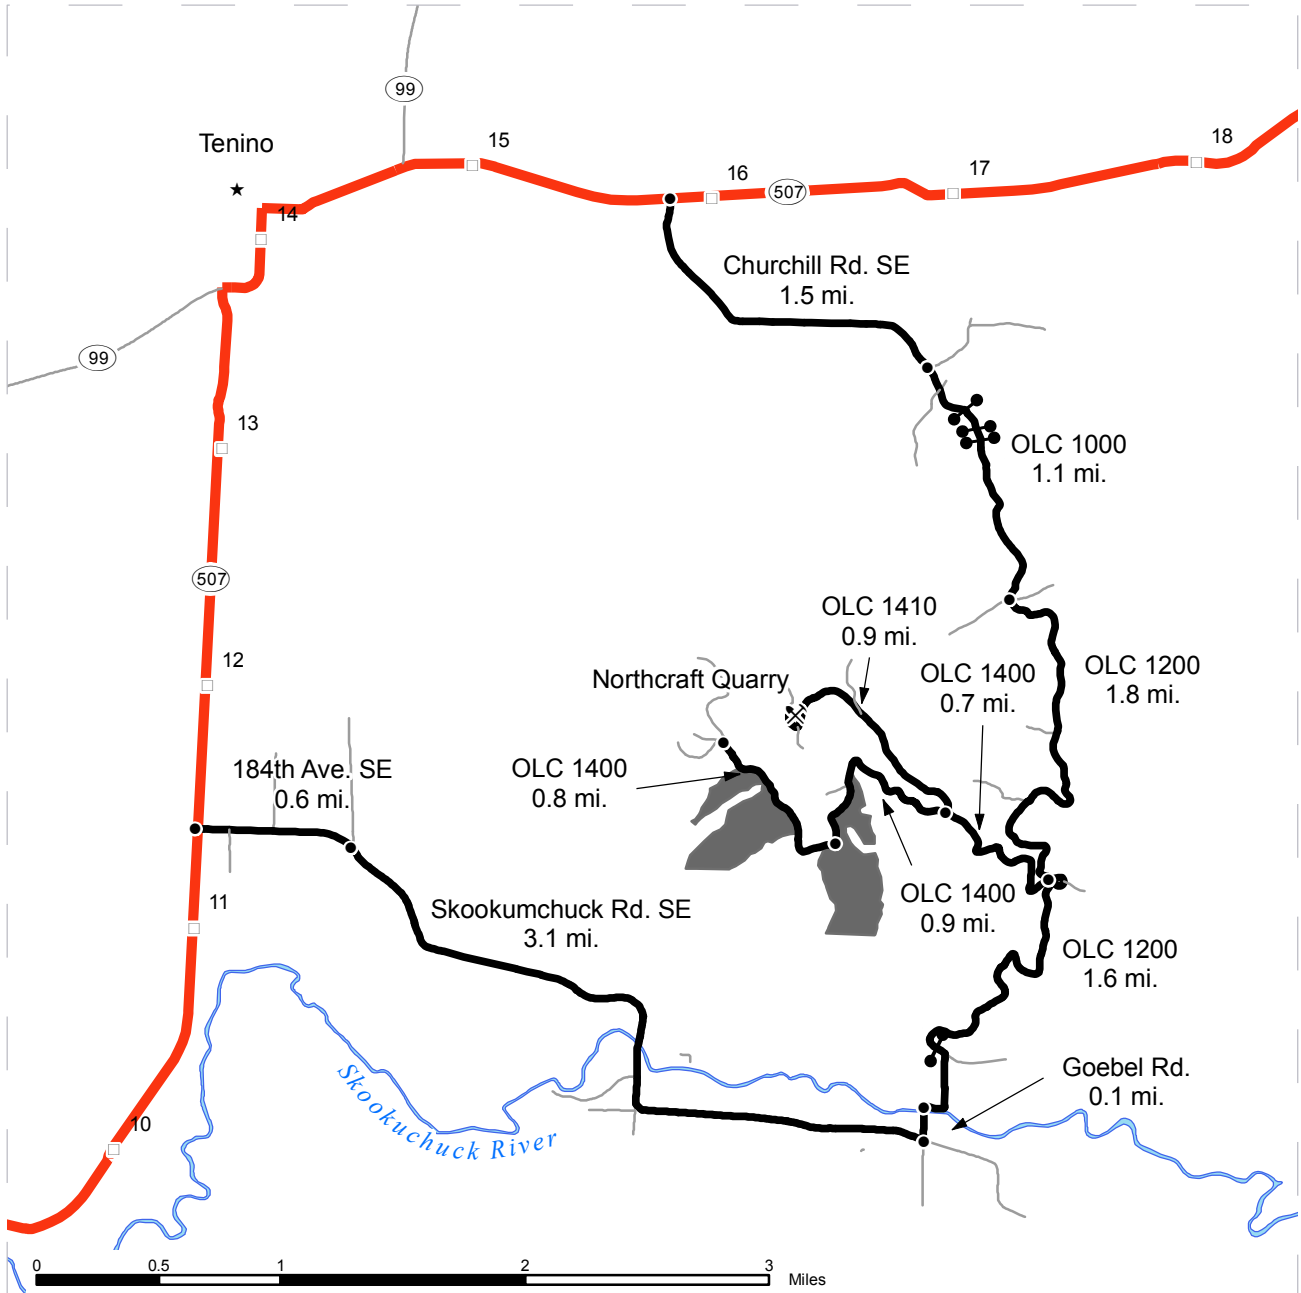 99
18
15
Tenino
16
17
507
14
Churchill Rd. SE
1.5 mi.
99
13
OLC 1000
1.1 mi.
507
OLC 1410
0.9 mi.
12
OLC 1400
0.7 mi.
OLC 1200
1.8 mi.
Northcraft Quarry
184th Ave. SE
0.6 mi.
OLC 1400
0.8 mi.
11
OLC 1400
0.9 mi.
Skookumchuck Rd. SE
3.1 mi.
OLC 1200
1.6 mi.
Goebel Rd.
0.1 mi.
10
Skookuchuck River
0 0.5 1 2 3 Miles